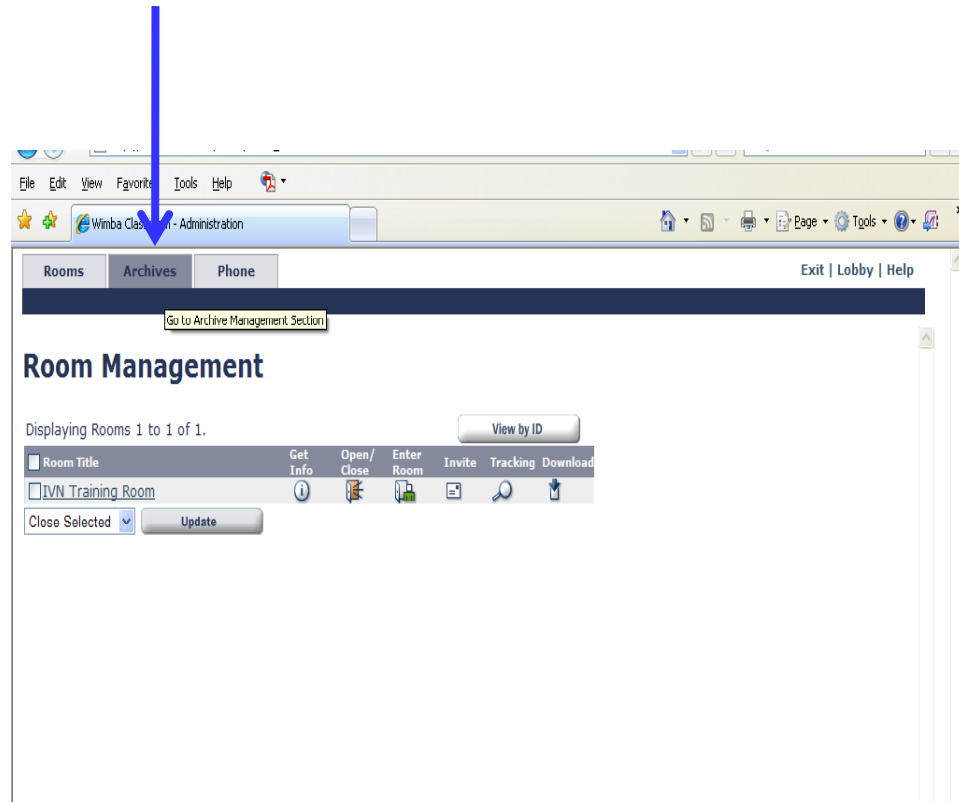 File Edit View Favorites Tools Help
Wimba Classroom - Administration
Page Tools
Rooms Archives Phone Exit | Lobby | Help
Go to Archive Management Section
Room Management
Displaying Rooms 1 to 1 of 1. View by ID
Room Title Get Info Open/ Close Enter Room Invite Tracking Download
IVN Training Room
Close Selected Update